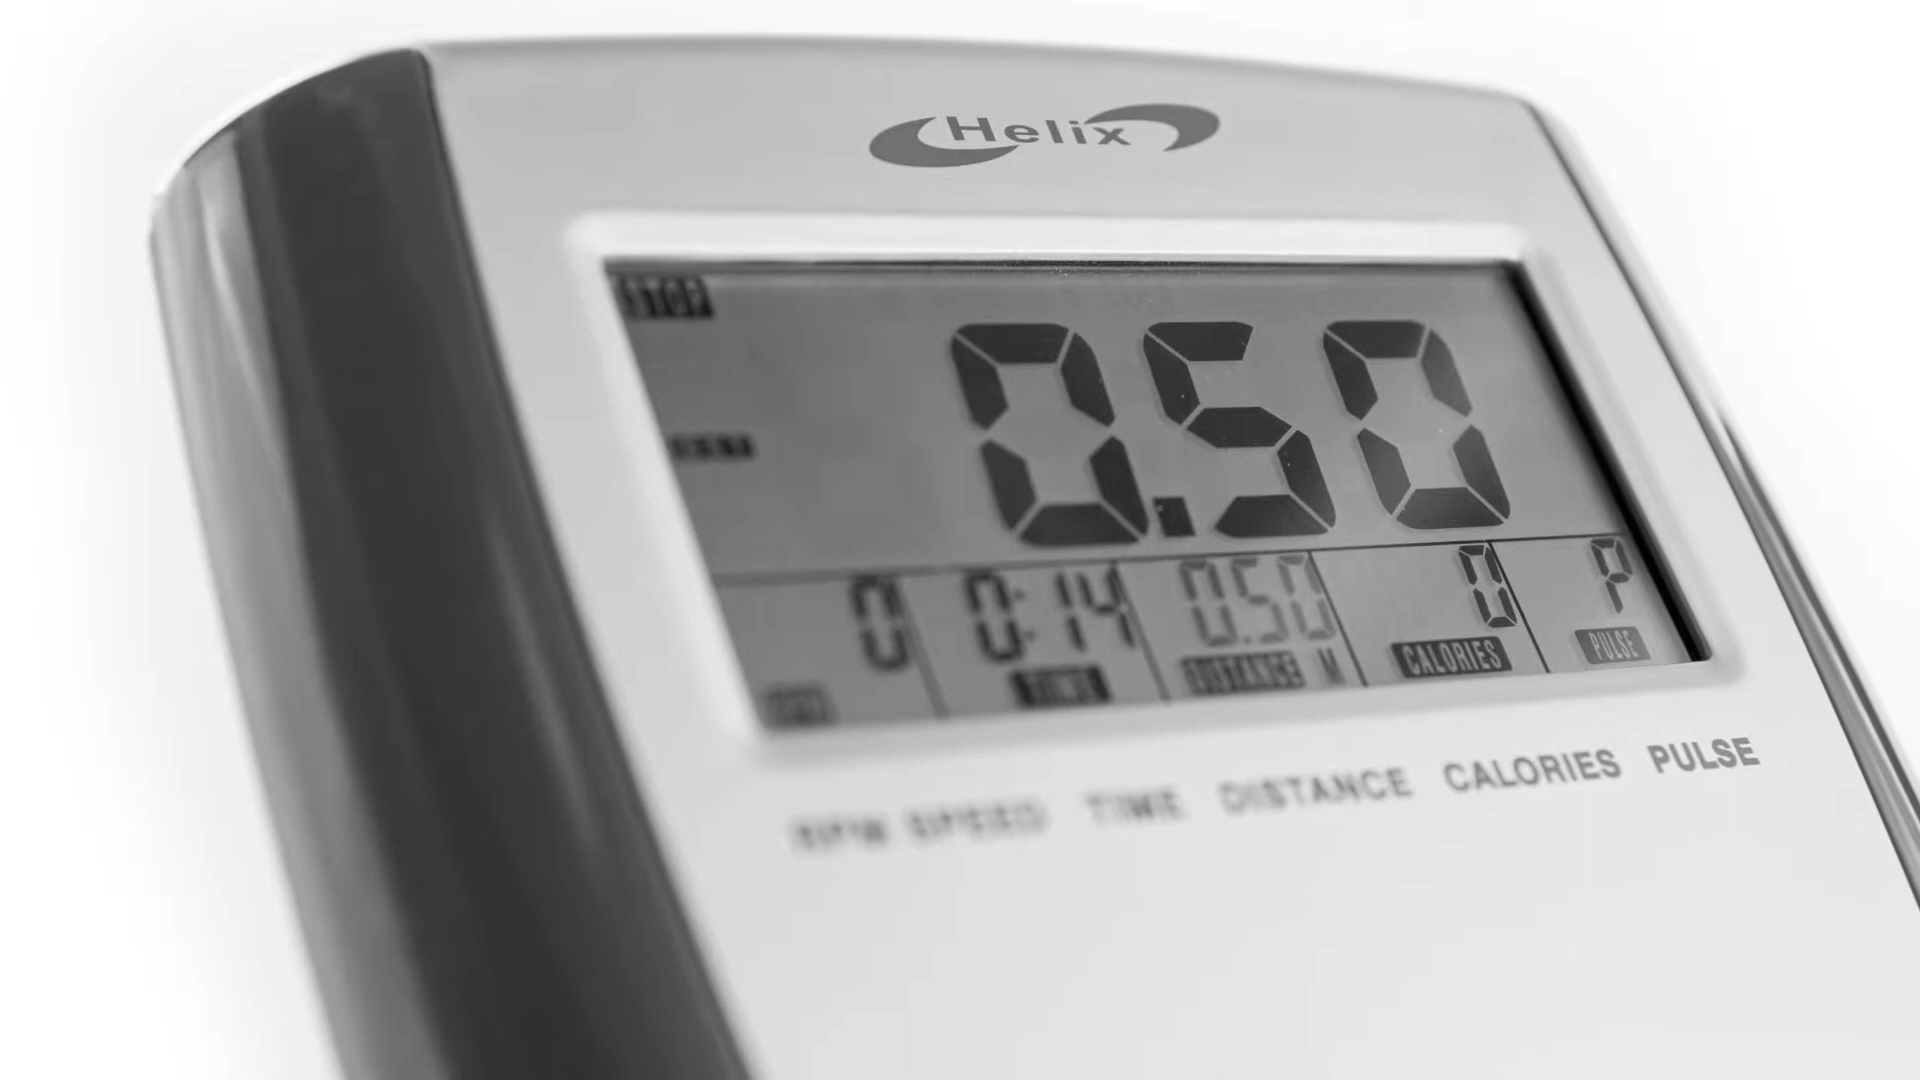 Helix
STOP
0.50
0 0:14 0.50 0 P
RPM TIME DISTANCE M CALORIES PULSE
RPM SPEED TIME DISTANCE CALORIES PULSE